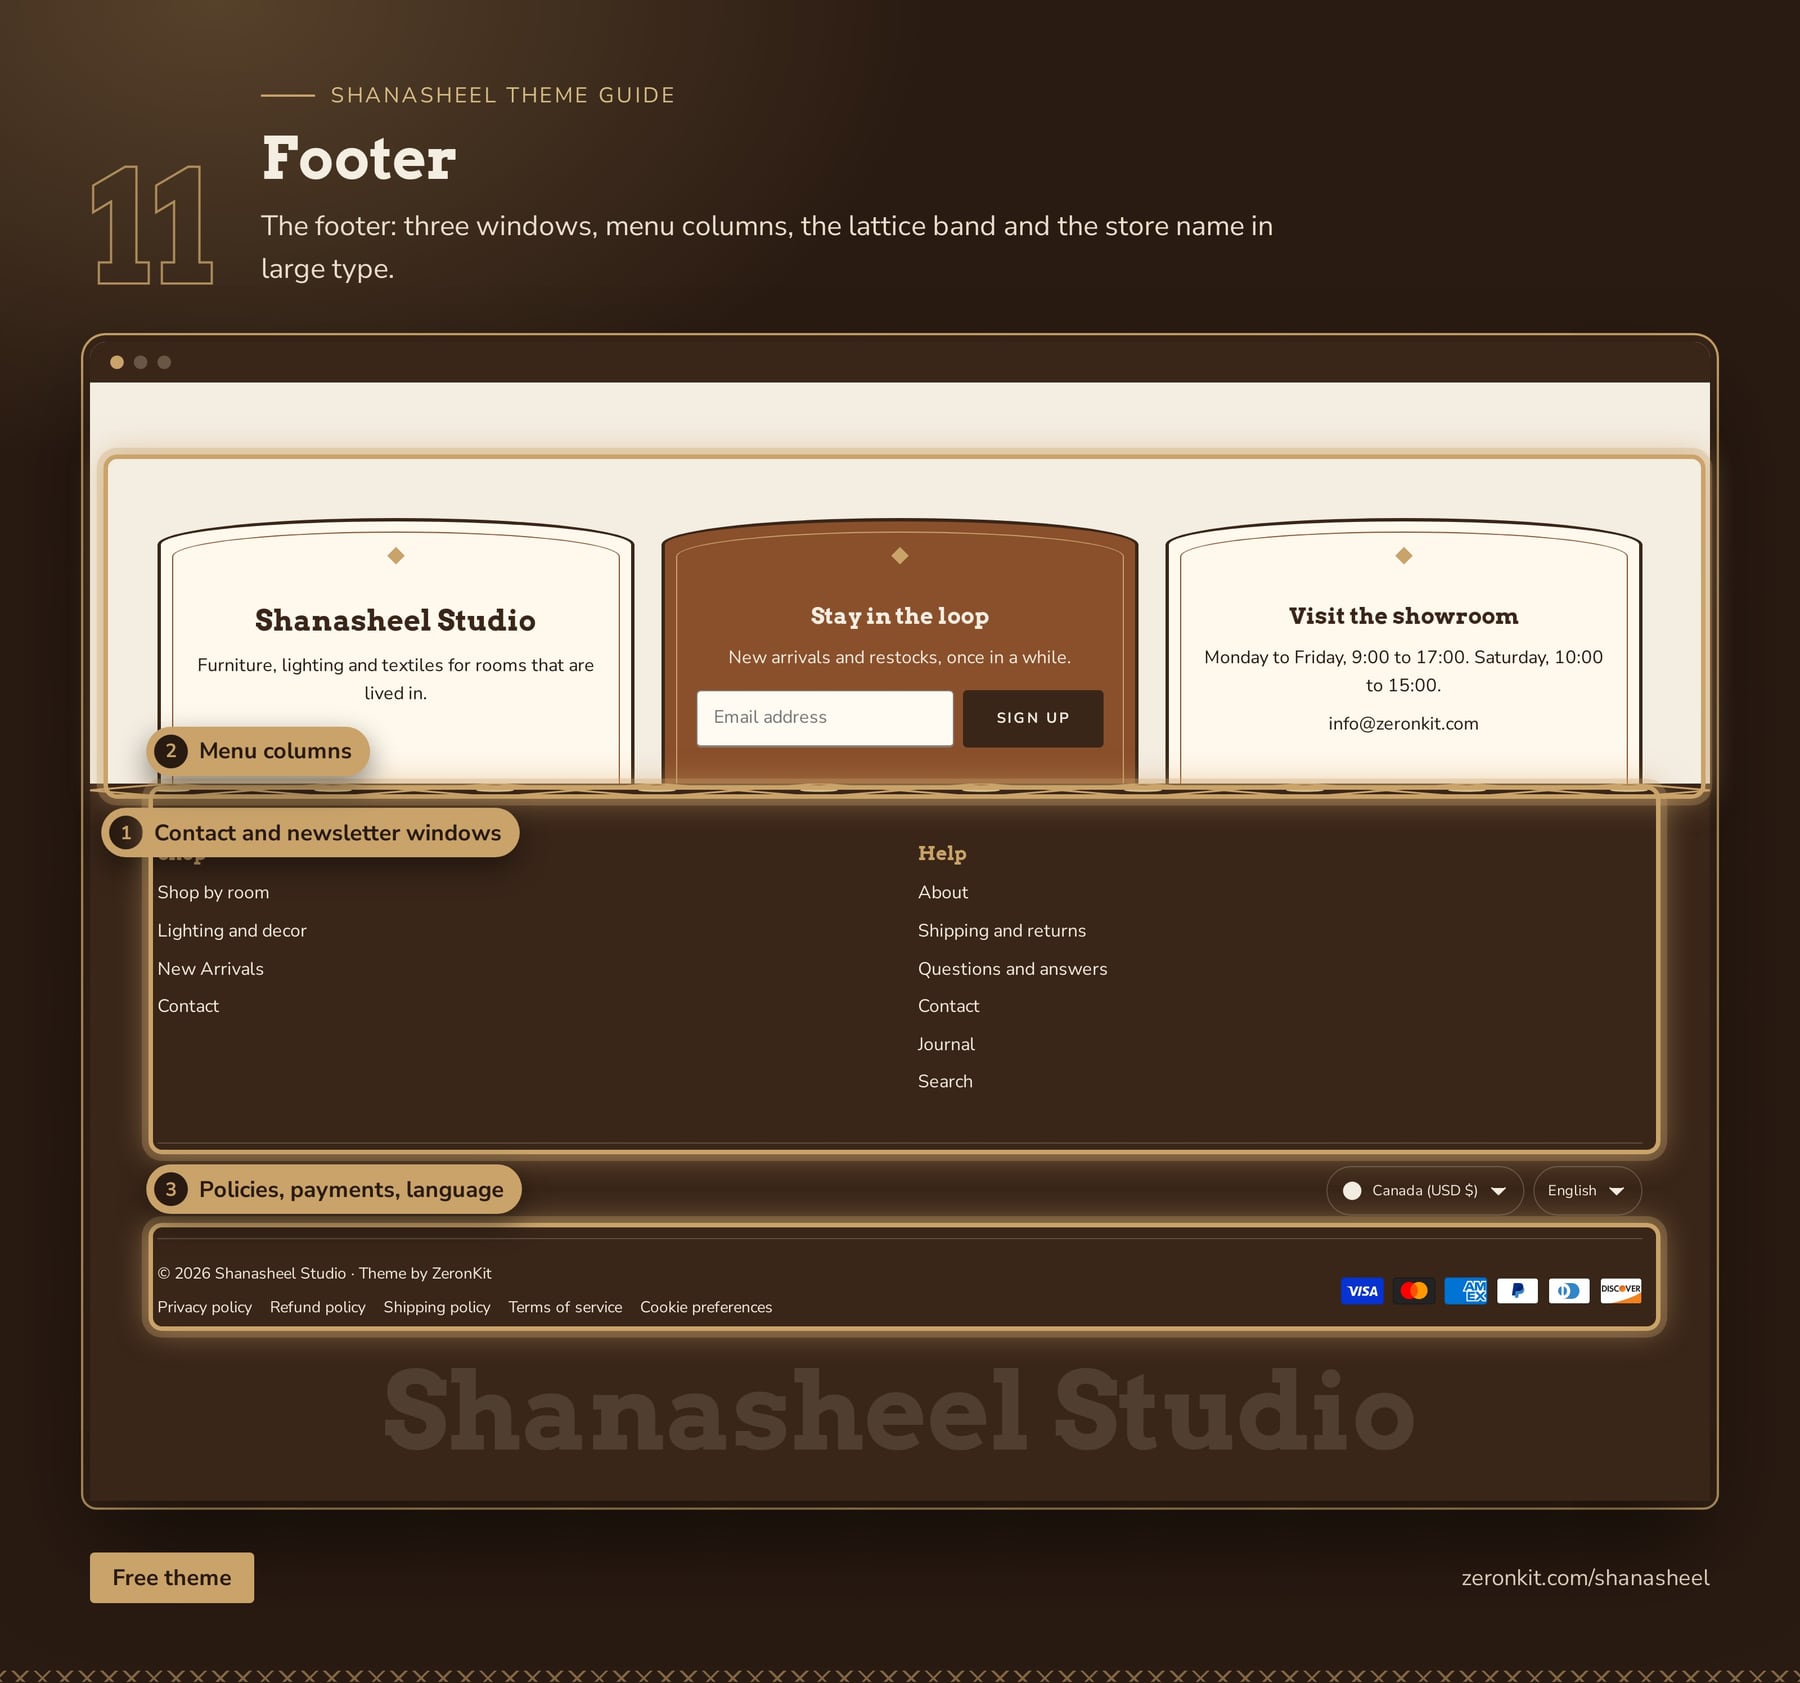 SHANASHEEL THEME GUIDE
11
Footer
The footer: three windows, menu columns, the lattice band and the store name in
large type.
Shanasheel Studio
Furniture, lighting and textiles for rooms that are
lived in.
Stay in the loop
New arrivals and restocks, once in a while.
Email address
SIGN UP
Visit the showroom
Monday to Friday, 9:00 to 17:00. Saturday, 10:00
to 15:00.
info@zeronkit.com
2 Menu columns
1 Contact and newsletter windows
Shop by room
Lighting and decor
New Arrivals
Contact
Help
About
Shipping and returns
Questions and answers
Contact
Journal
Search
3 Policies, payments, language
Canada (USD $)
English
© 2026 Shanasheel Studio · Theme by ZeronKit
Privacy policy Refund policy Shipping policy Terms of service Cookie preferences
VISA
AM
EX
DISCOVER
Shanasheel Studio
Free theme
zeronkit.com/shanasheel